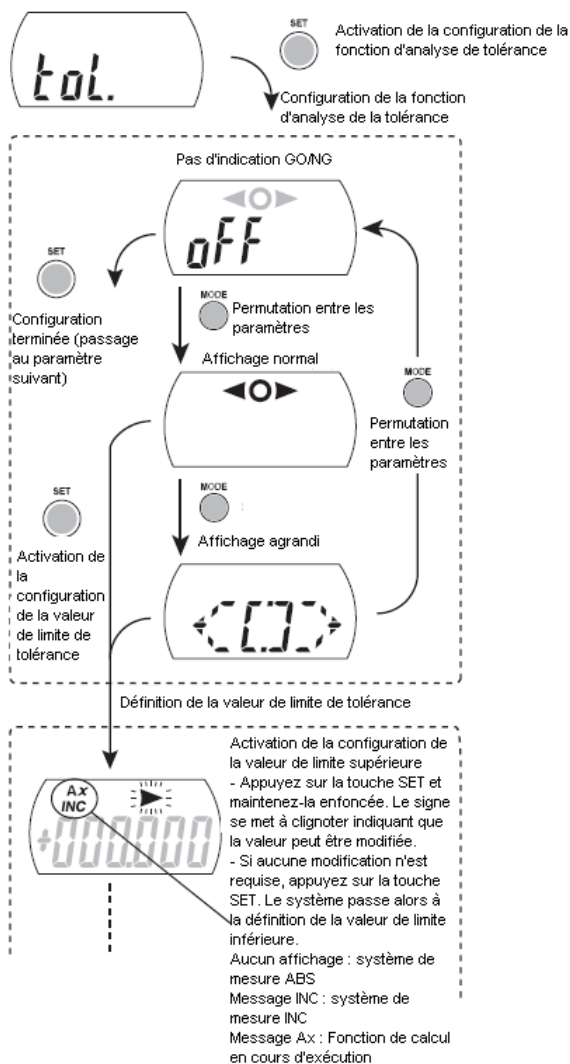 SET
Activation de la configuration de la
fonction d'analyse de tolérance
tol.
Configuration de la fonction
d'analyse de la tolérance
Pas d'indication GO/NG
oFF
SET
Configuration
terminée (passage
au paramètre
suivant)
MODE
Permutation entre les
paramètres
Affichage normal
MODE
Permutation
entre les
paramètres
SET
Activation de
la
configuration
de la valeur
de limite de
tolérance
MODE
Affichage agrandi
Définition de la valeur de limite de tolérance
Ax
INC
+000.000
Activation de la configuration de
la valeur de limite supérieure
- Appuyez sur la touche SET et
maintenez-la enfoncée. Le signe
se met à clignoter indiquant que
la valeur peut être modifiée.
- Si aucune modification n'est
requise, appuyez sur la touche
SET. Le système passe alors à
la définition de la valeur de limite
inférieure.
Aucun affichage : système de
mesure ABS
Message INC : système de
mesure INC
Message Ax : Fonction de calcul
en cours d'exécution